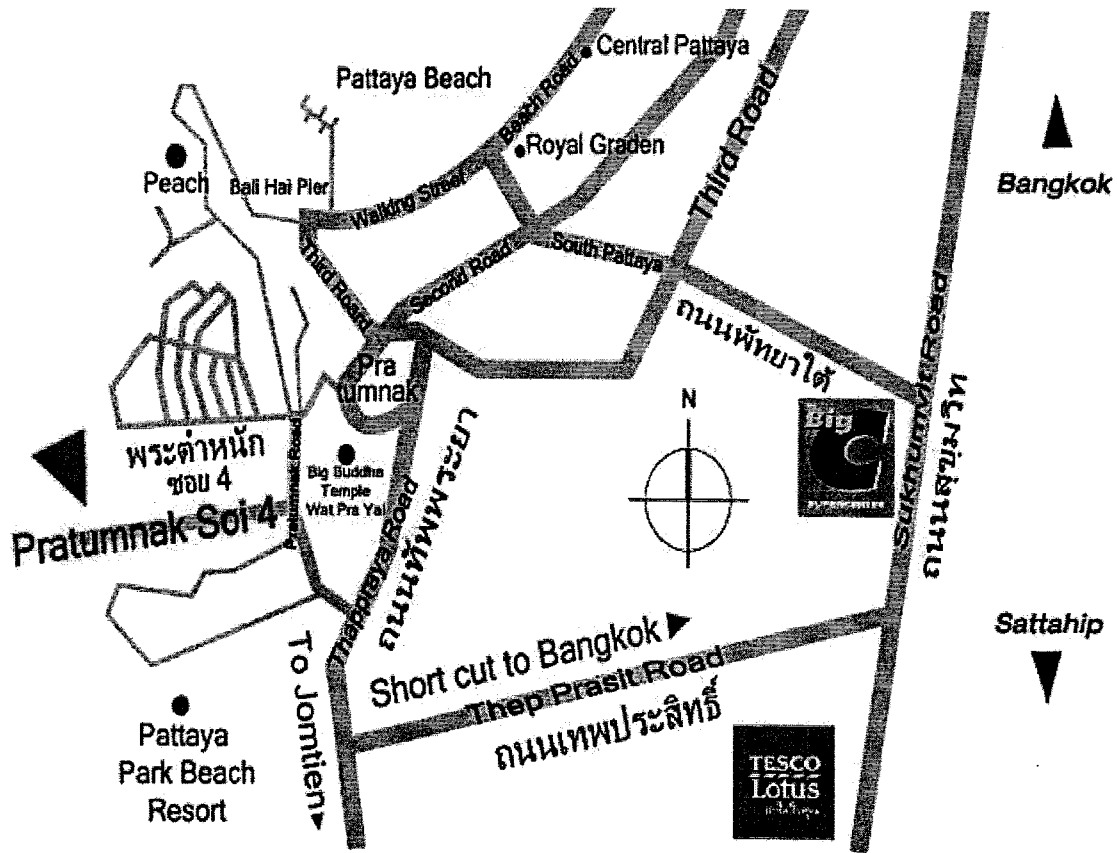 Central Pattaya
Pattaya Beach
Beach Road
Royal Graden
Third Road
Peach
Bali Hai Pier
Walking Street
Bangkok
Third Roard
Second Road
South Pattaya
ถนนพัทยาใต้
Sukhumvit Road
ถนนสุขุมวิท
Pra
tumnak
N
Big
C
พระตำหนัก
ซอย 4
Pratumnak Road
Big Buddha
Temple
Wat Pra Yai
Pratumnak Soi 4
Thappraya Road
ถนนทัพพระยา
Short cut to Bangkok
Thep Prasit Road
ถนนเทพประสิทธิ์
Sattahip
To Jomtien
Pattaya
Park Beach
Resort
TESCO
Lotus